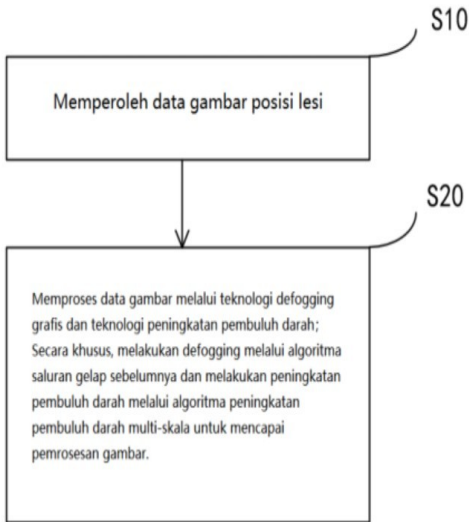 S10
Memperoleh data gambar posisi lesi
S20
Memproses data gambar melalui teknologi defogging
grafis dan teknologi peningkatan pembuluh darah;
Secara khusus, melakukan defogging melalui algoritma
saluran gelap sebelumnya dan melakukan peningkatan
pembuluh darah melalui algoritma peningkatan
pembuluh darah multi-skala untuk mencapai
pemrosesan gambar.